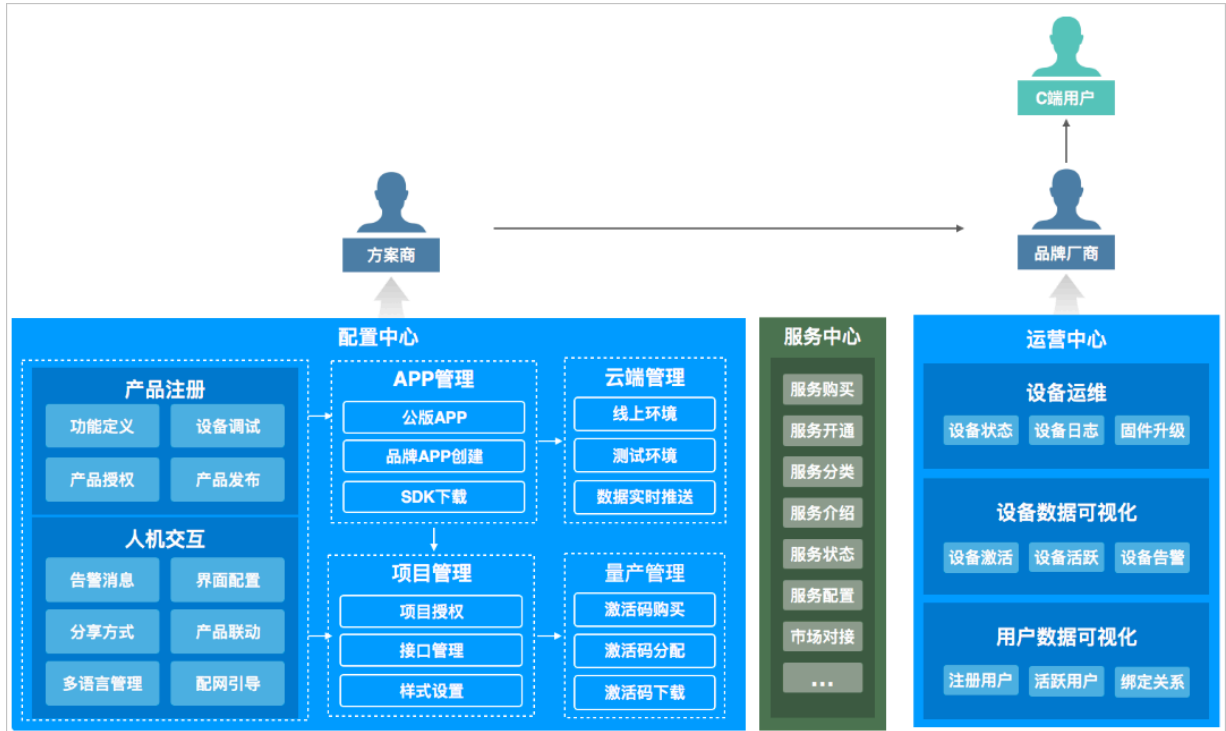 C端用户
方案商
品牌厂商
配置中心
产品注册
功能定义
设备调试
产品授权
产品发布
人机交互
告警消息
界面配置
分享方式
产品联动
多语言管理
配网引导
APP管理
公版APP
品牌APP创建
SDK下载
云端管理
线上环境
测试环境
数据实时推送
项目管理
项目授权
接口管理
样式设置
量产管理
激活码购买
激活码分配
激活码下载
服务中心
服务购买
服务开通
服务分类
服务介绍
服务状态
服务配置
市场对接
...
运营中心
设备运维
设备状态
设备日志
固件升级
设备数据可视化
设备激活
设备活跃
设备告警
用户数据可视化
注册用户
活跃用户
绑定关系